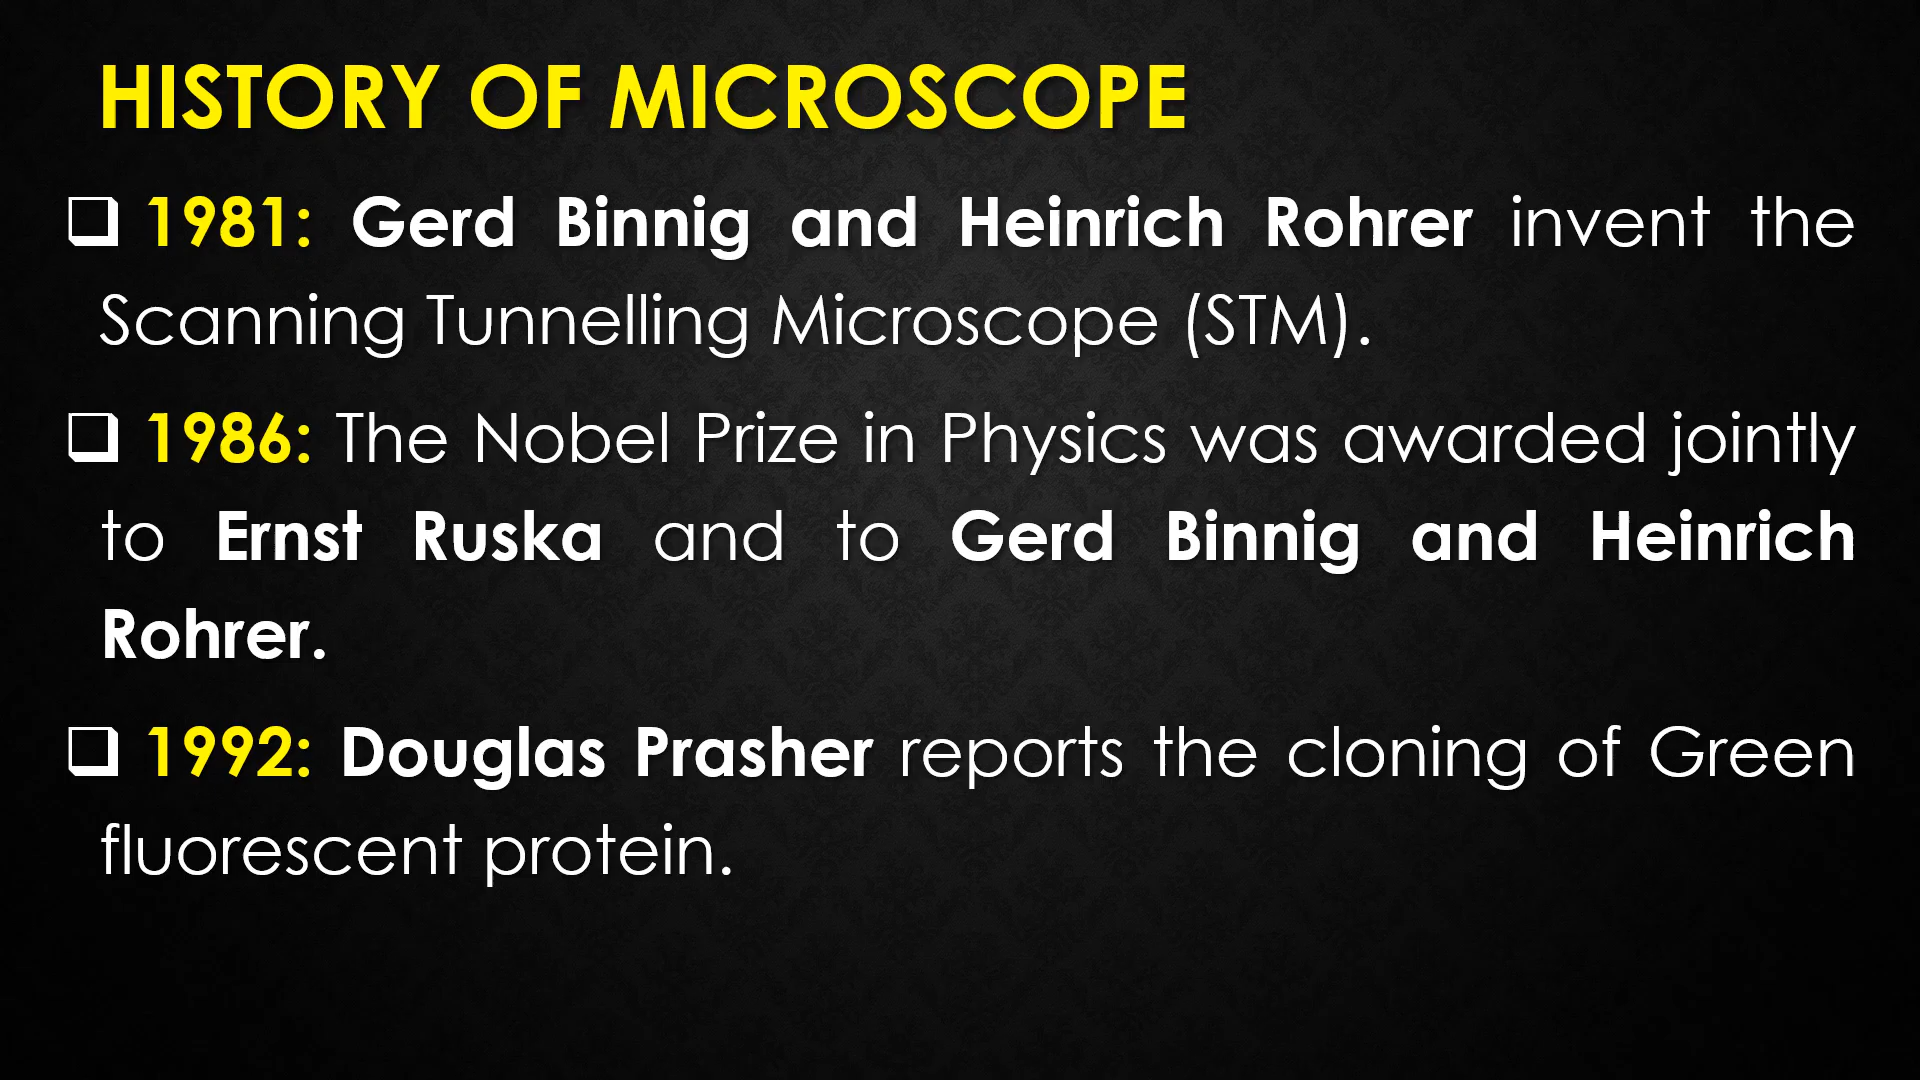 HISTORY OF MICROSCOPE
❑ 1981: Gerd Binnig and Heinrich Rohrer invent the
Scanning Tunnelling Microscope (STM).
❑ 1986: The Nobel Prize in Physics was awarded jointly
to Ernst Ruska and to Gerd Binnig and Heinrich
Rohrer.
❑ 1992: Douglas Prasher reports the cloning of Green
fluorescent protein.